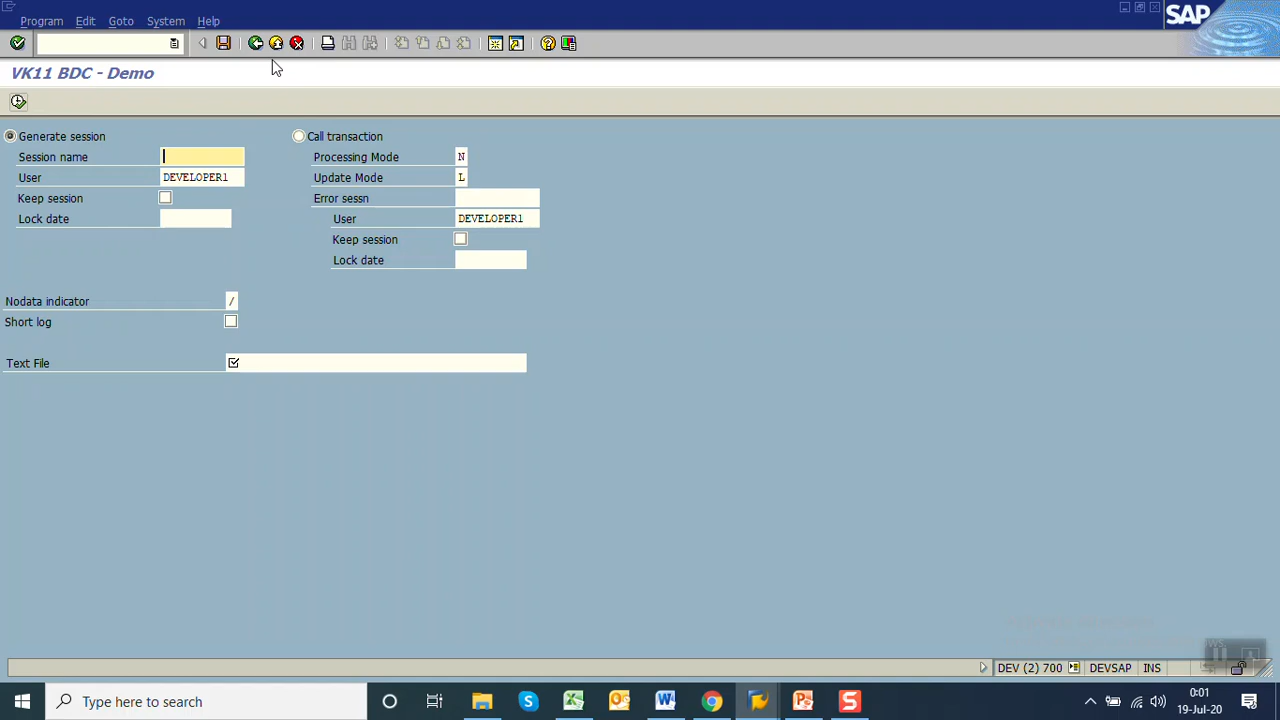 Program Edit Goto System Help
SAP
VK11 BDC - Demo
Generate session Call transaction
Session name Processing Mode N
User DEVELOPER1 Update Mode L
Keep session Error sessn
Lock date User DEVELOPER1
Keep session
Lock date
Nodata indicator /
Short log
Text File
DEV (2) 700 DEVSAP INS
Type here to search
0:01
19-Jul-20